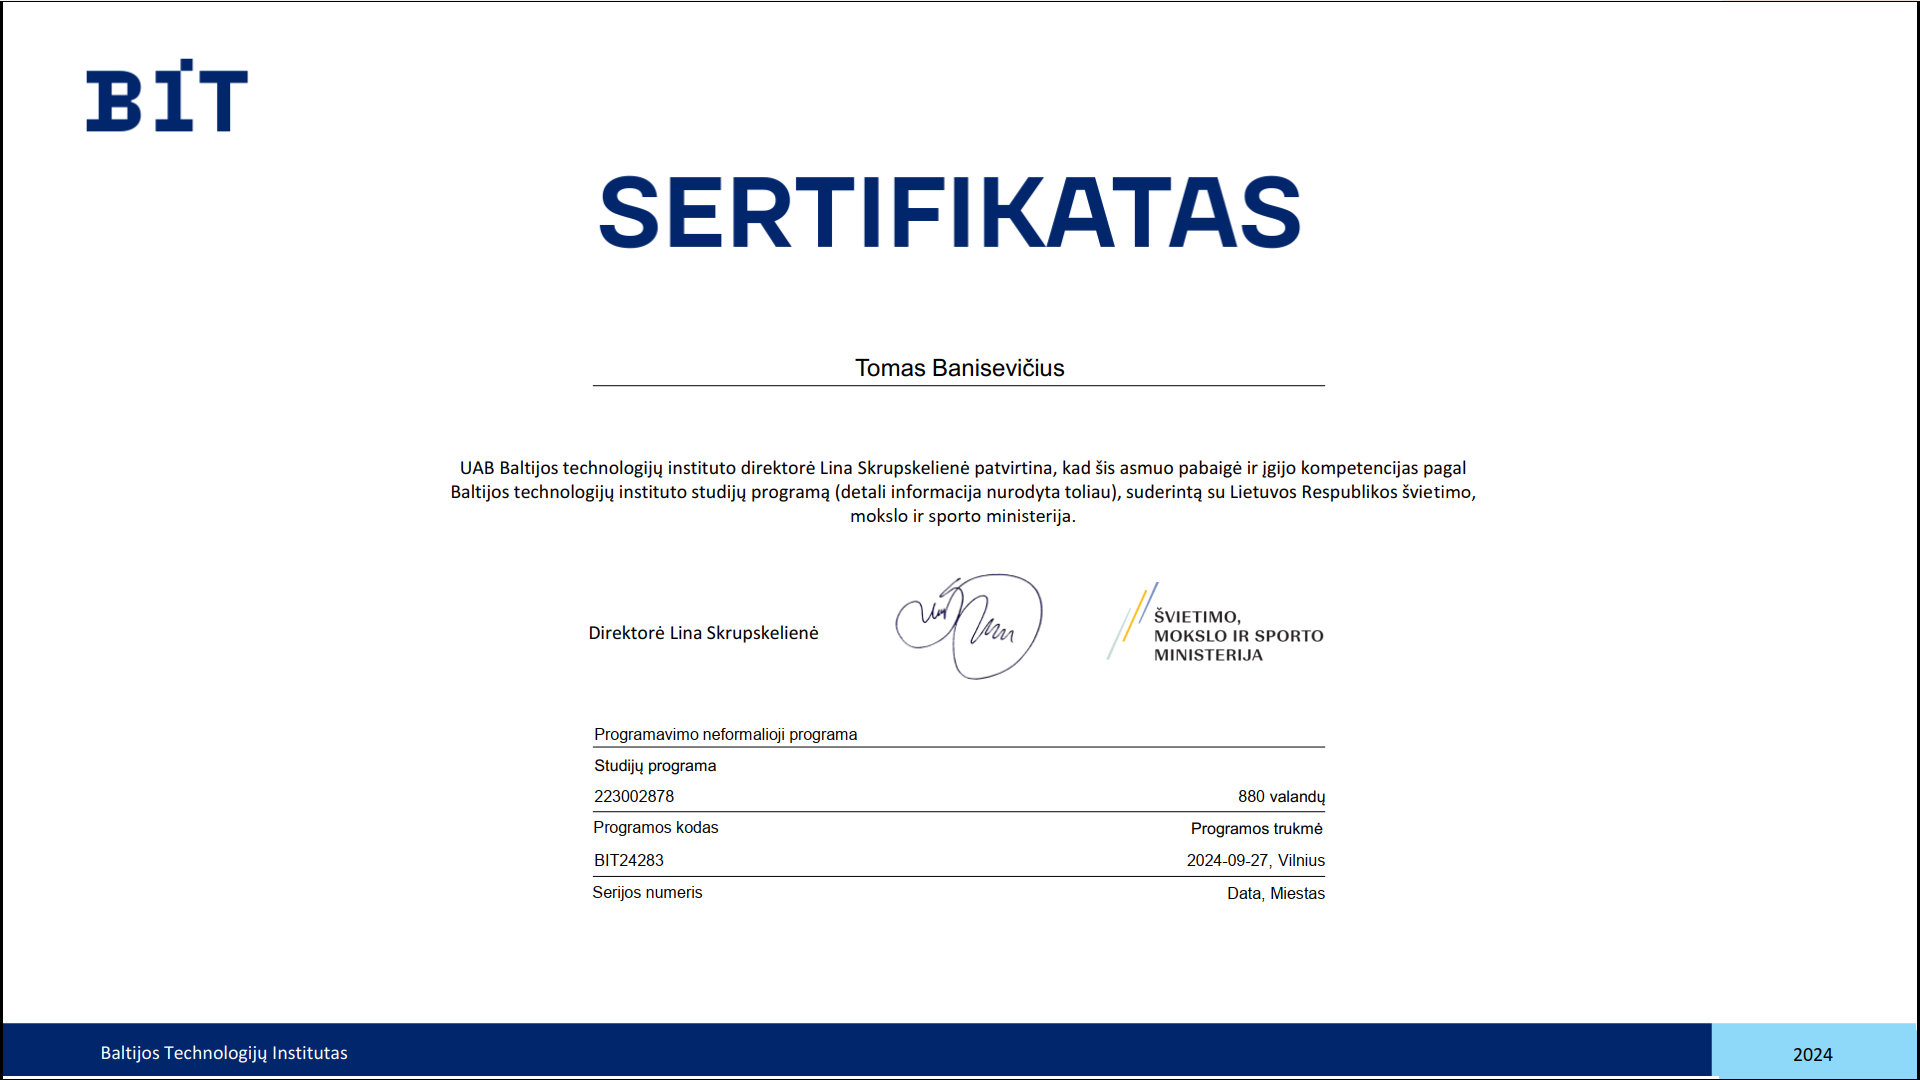 BIT
SERTIFIKATAS
Tomas Banisevičius
UAB Baltijos technologijų instituto direktorė Lina Skrupskelienė patvirtina, kad šis asmuo pabaigė ir įgijo kompetencijas pagal
Baltijos technologijų instituto studijų programą (detali informacija nurodyta toliau), suderintą su Lietuvos Respublikos švietimo,
mokslo ir sporto ministerija.
Direktorė Lina Skrupskelienė
ŠVIETIMO,
MOKSLO IR SPORTO
MINISTERIJA
Programavimo neformalioji programa
Studijų programa
223002878 880 valandų
Programos kodas Programos trukmė
BIT24283 2024-09-27, Vilnius
Serijos numeris Data, Miestas
Baltijos Technologijų Institutas 2024